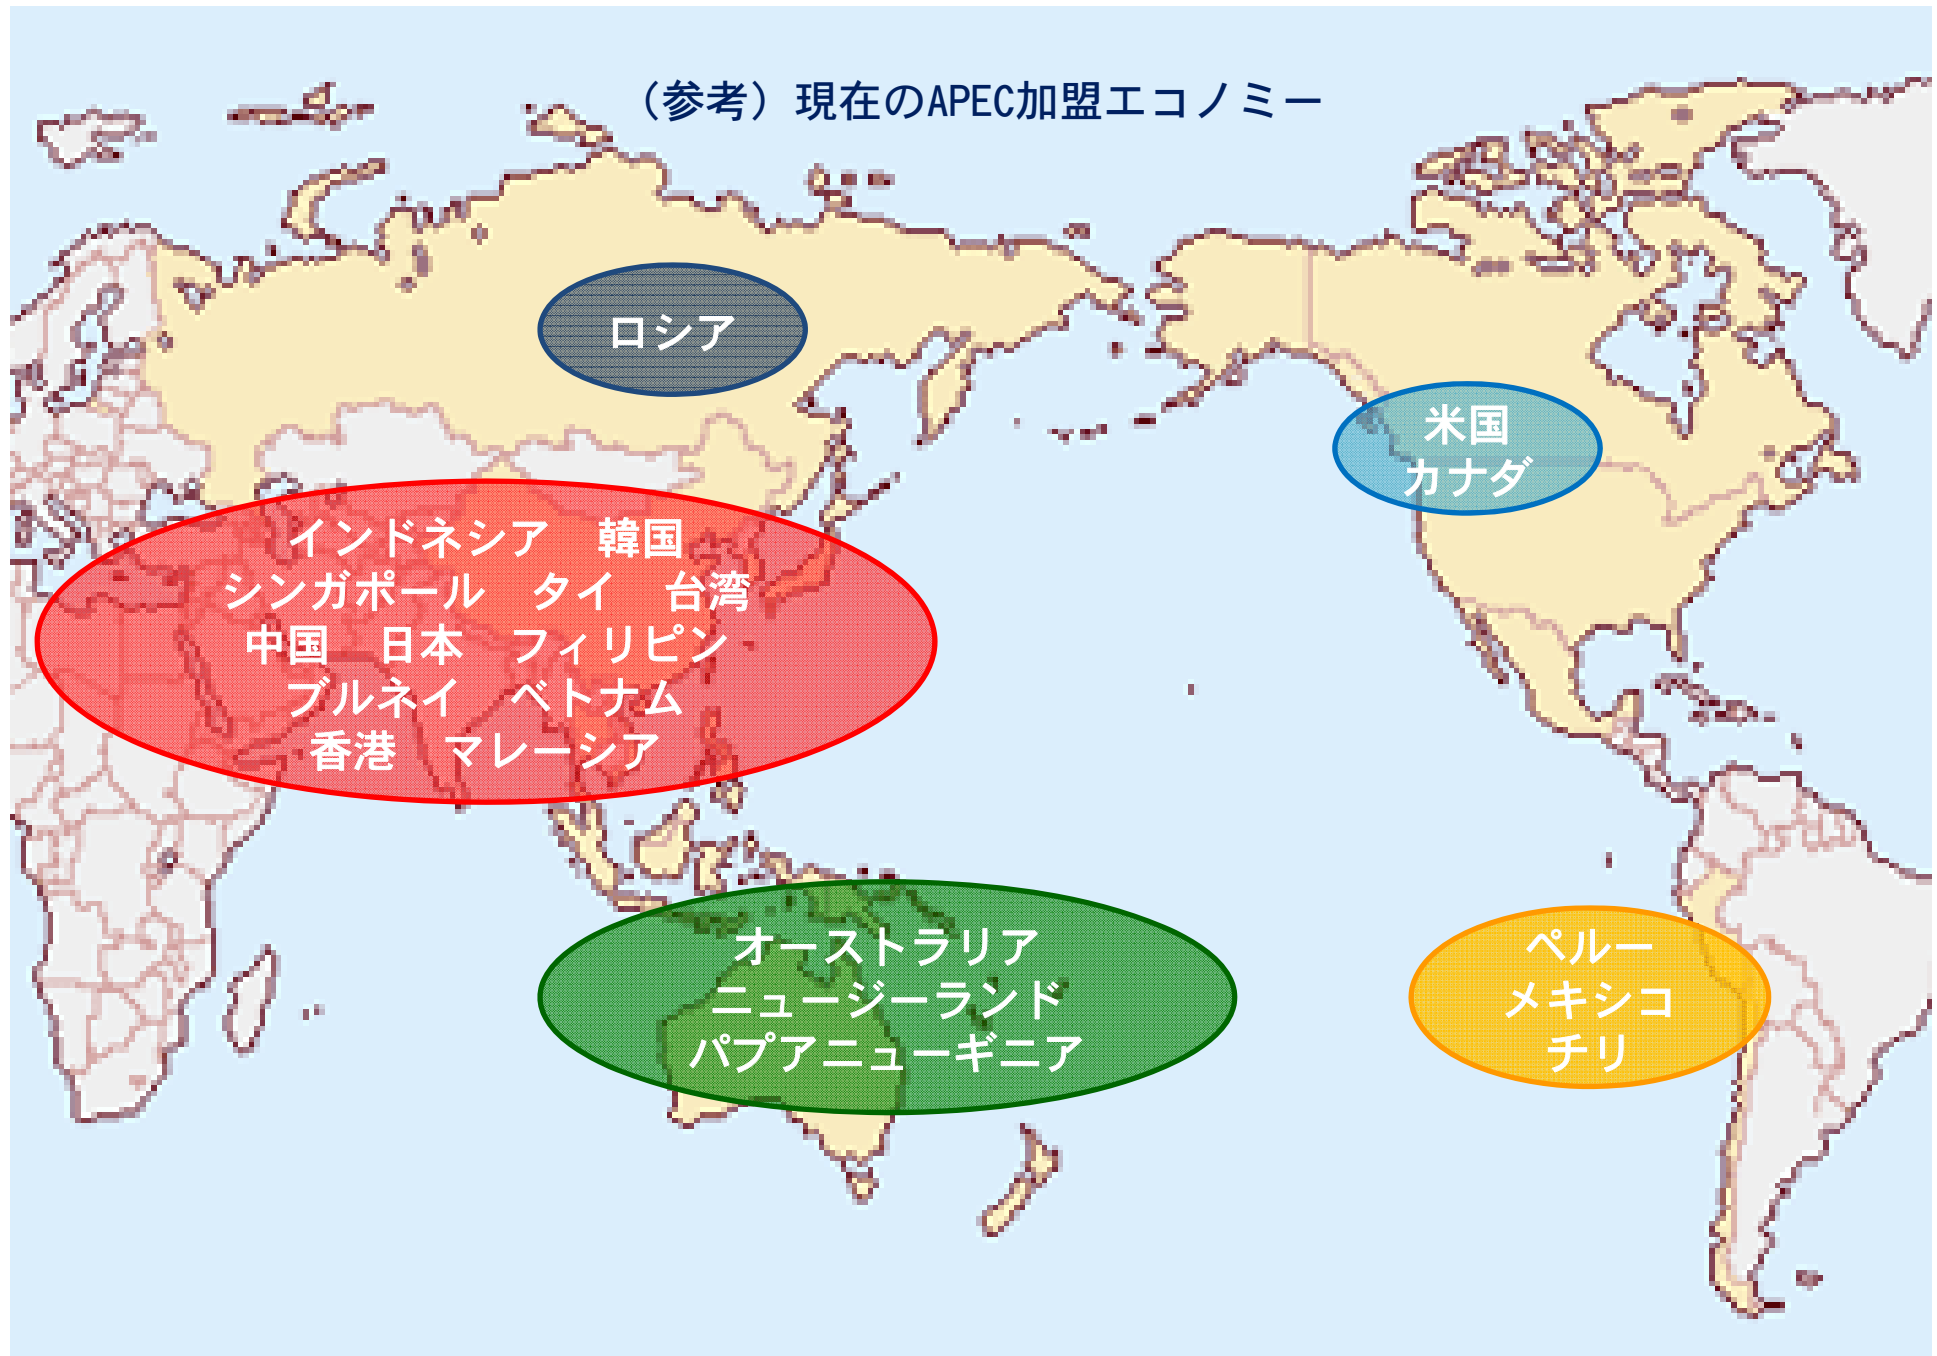 （参考）現在のAPEC加盟エコノミー
ロシア
米国
カナダ
インドネシア　韓国
シンガポール　タイ　台湾
中国　日本　フィリピン
ブルネイ　ベトナム
香港　マレーシア
オーストラリア
ニュージーランド
パプアニューギニア
ペルー
メキシコ
チリ